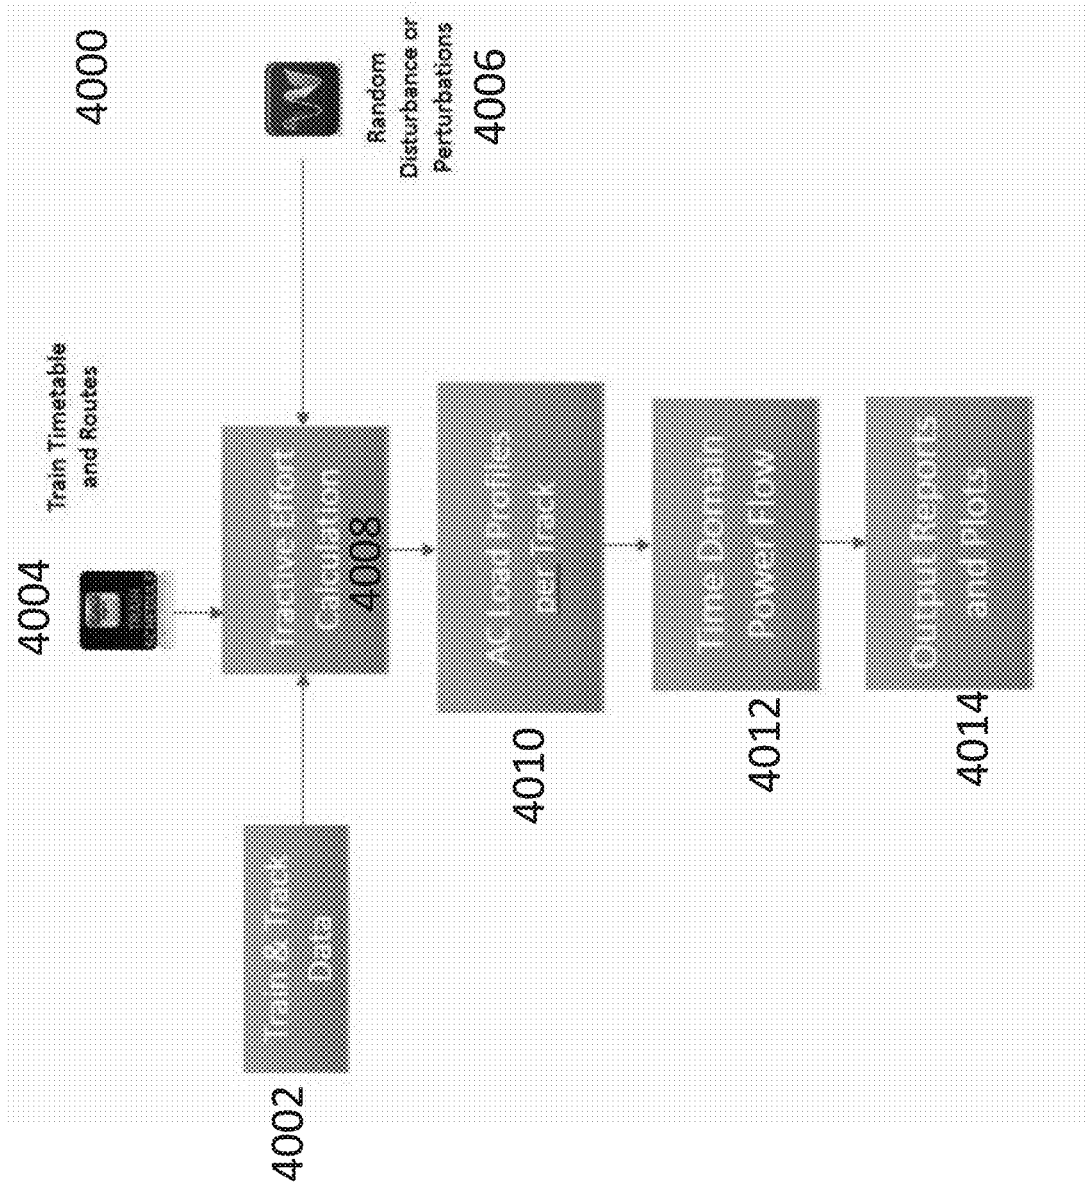 4000
4004
Train Timetable
and Routes
Random
Disturbance or
Perturbations
4006
4002
Train & Track
Data
Tractive Effort
Calculation
4008
AC Load Profiles
per Track
4010
Time Domain
Power Flow
4012
Output Reports
and Plots
4014